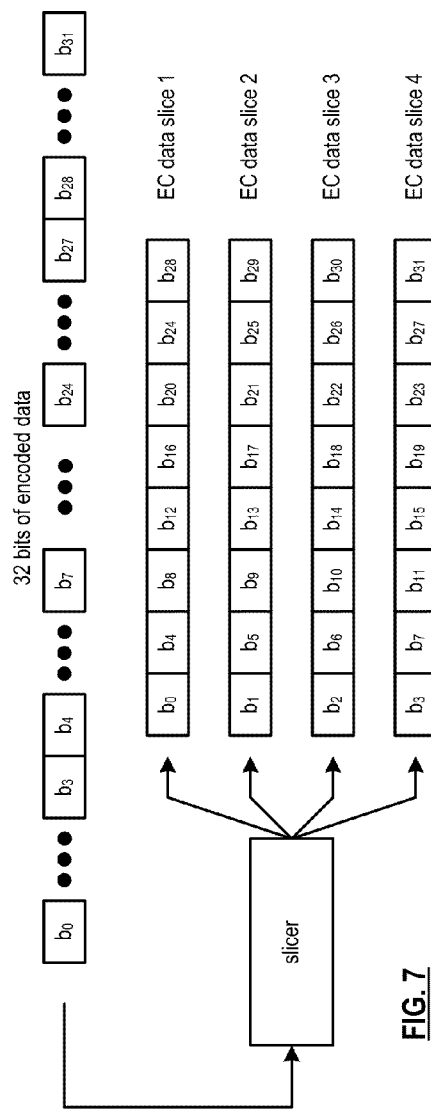 32 bits of encoded data
b0 ●●● b3 b4 ●●● b7 ●●● b24 ●●● b27 b28 ●●● b31
slicer
b0 b4 b8 b12 b16 b20 b24 b28 EC data slice 1
b1 b5 b9 b13 b17 b21 b25 b29 EC data slice 2
b2 b6 b10 b14 b18 b22 b26 b30 EC data slice 3
b3 b7 b11 b15 b19 b23 b27 b31 EC data slice 4
FIG. 7